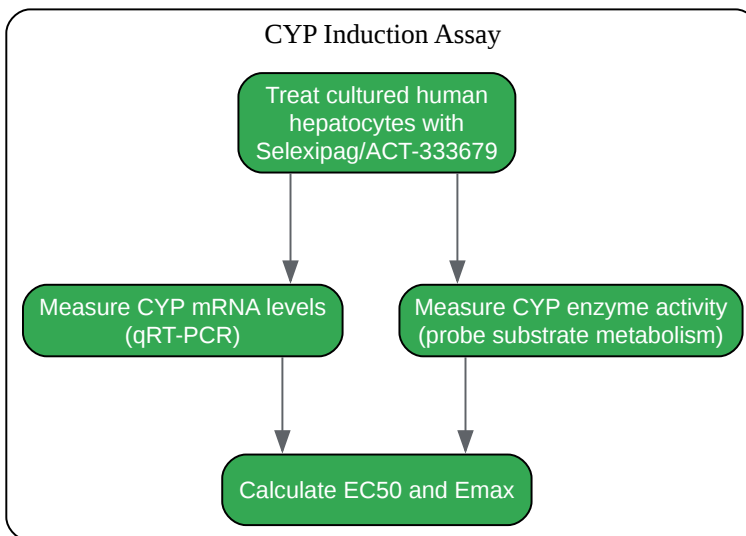 CYP Induction Assay
Treat cultured human
hepatocytes with
Selexipag/ACT-333679
Measure CYP mRNA levels
(qRT-PCR)
Measure CYP enzyme activity
(probe substrate metabolism)
Calculate EC50 and Emax